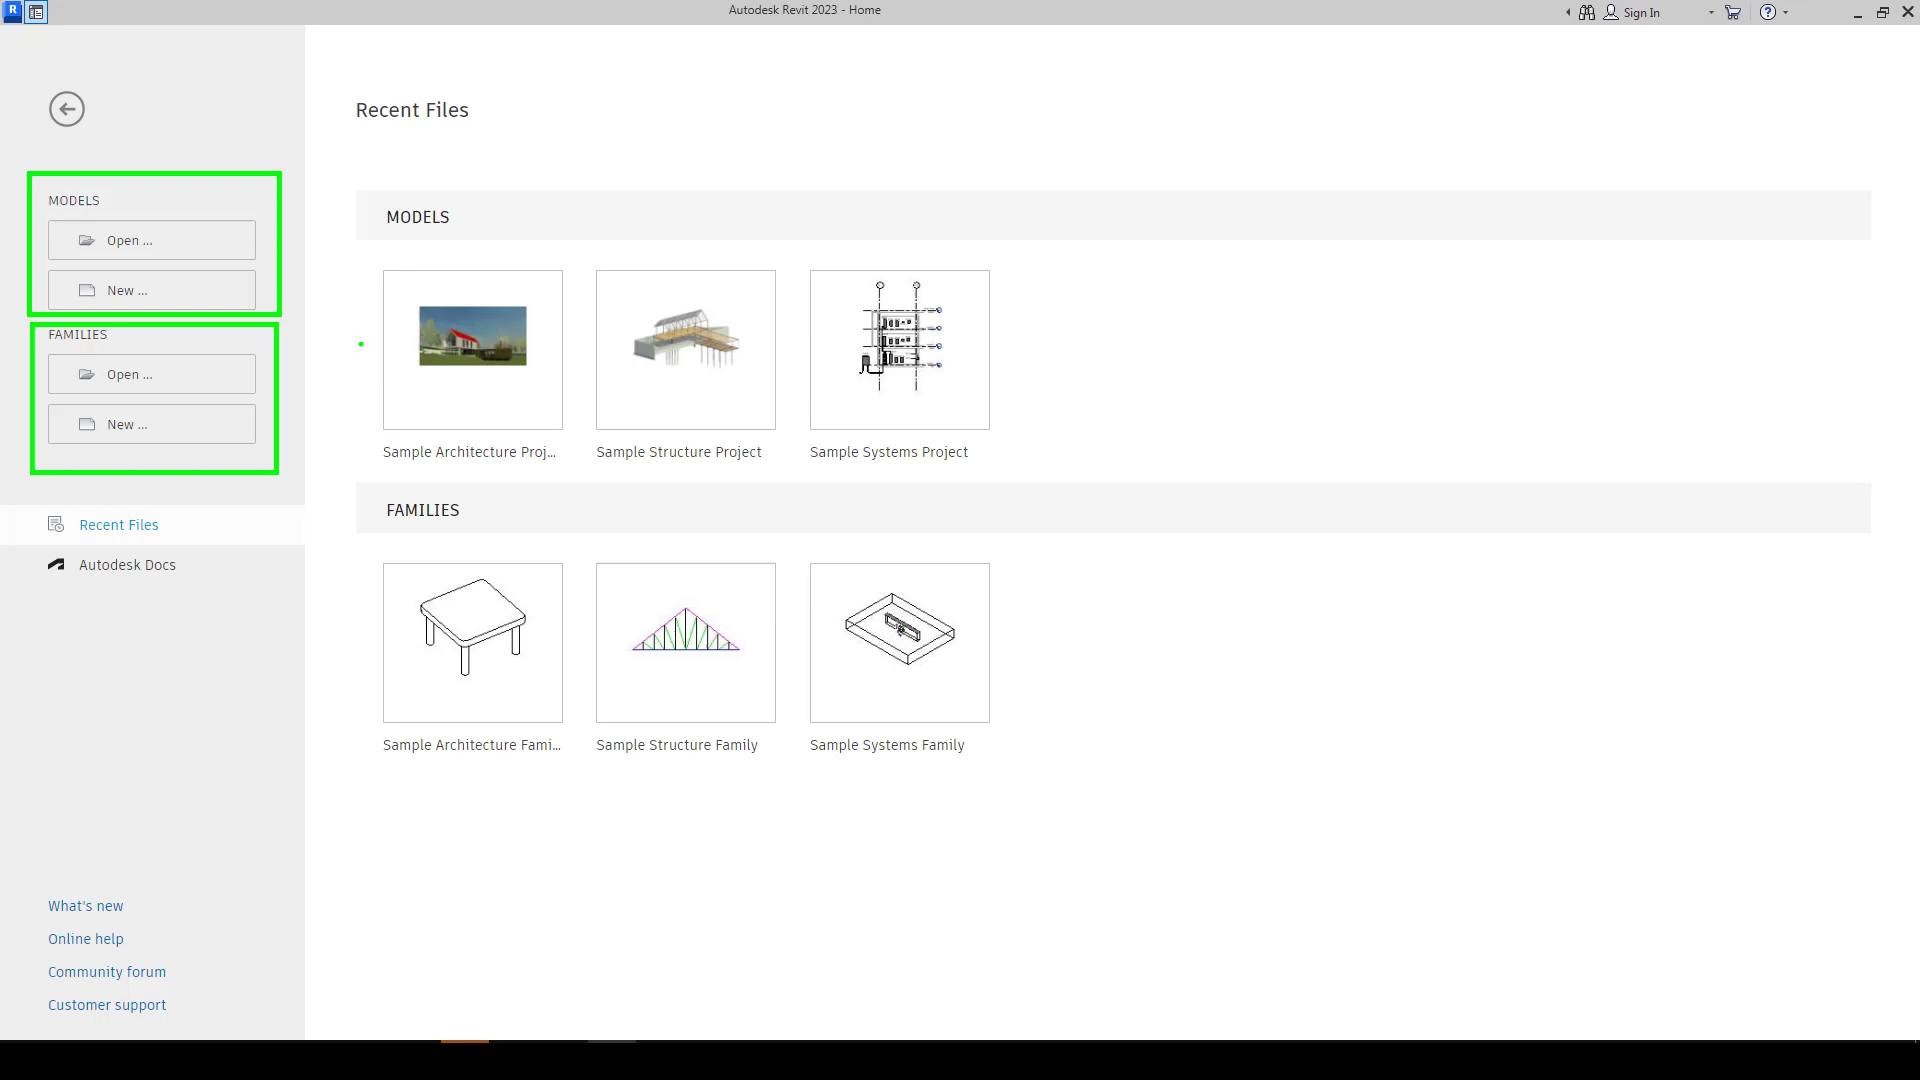 R
Autodesk Revit 2023 - Home
Sign In
?
MODELS
Open ...
New ...
FAMILIES
Open ...
New ...
Recent Files
Autodesk Docs
What's new
Online help
Community forum
Customer support
Recent Files
MODELS
Sample Architecture Proj...
Sample Structure Project
Sample Systems Project
FAMILIES
Sample Architecture Fami...
Sample Structure Family
Sample Systems Family